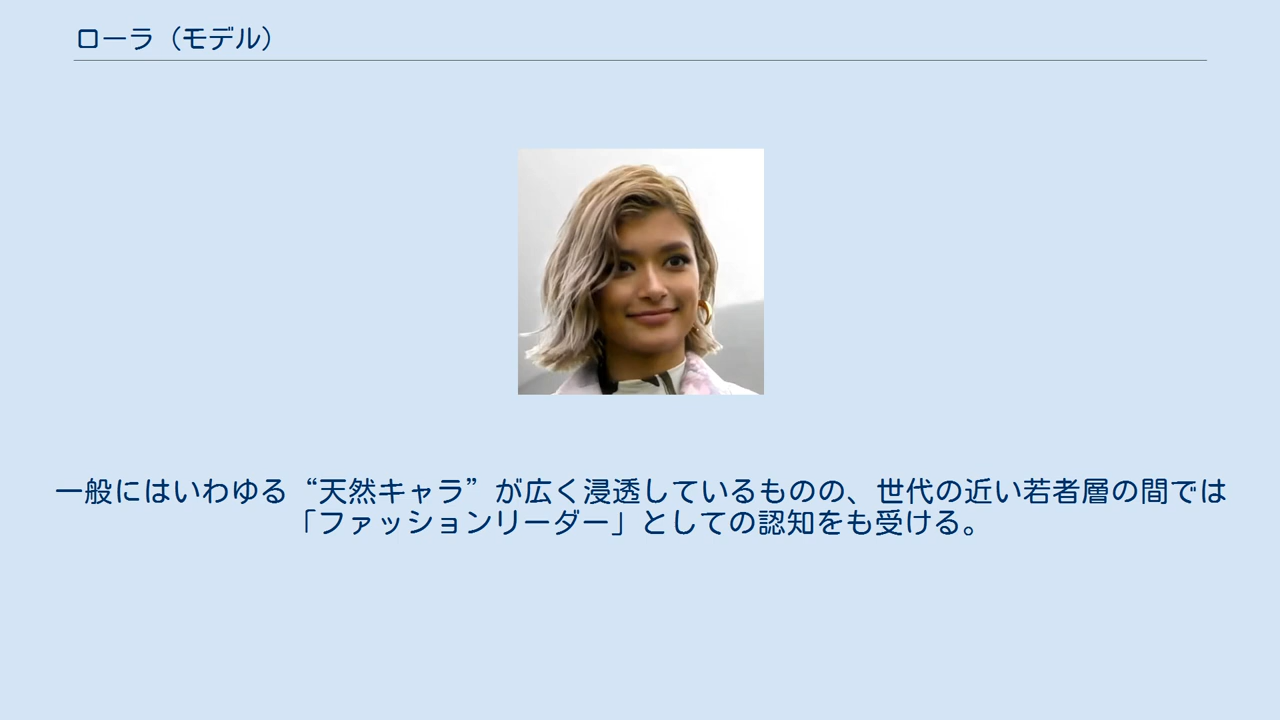 ローラ（モデル）
一般にはいわゆる“天然キャラ”が広く浸透しているものの、世代の近い若者層の間では
「ファッションリーダー」としての認知をも受ける。